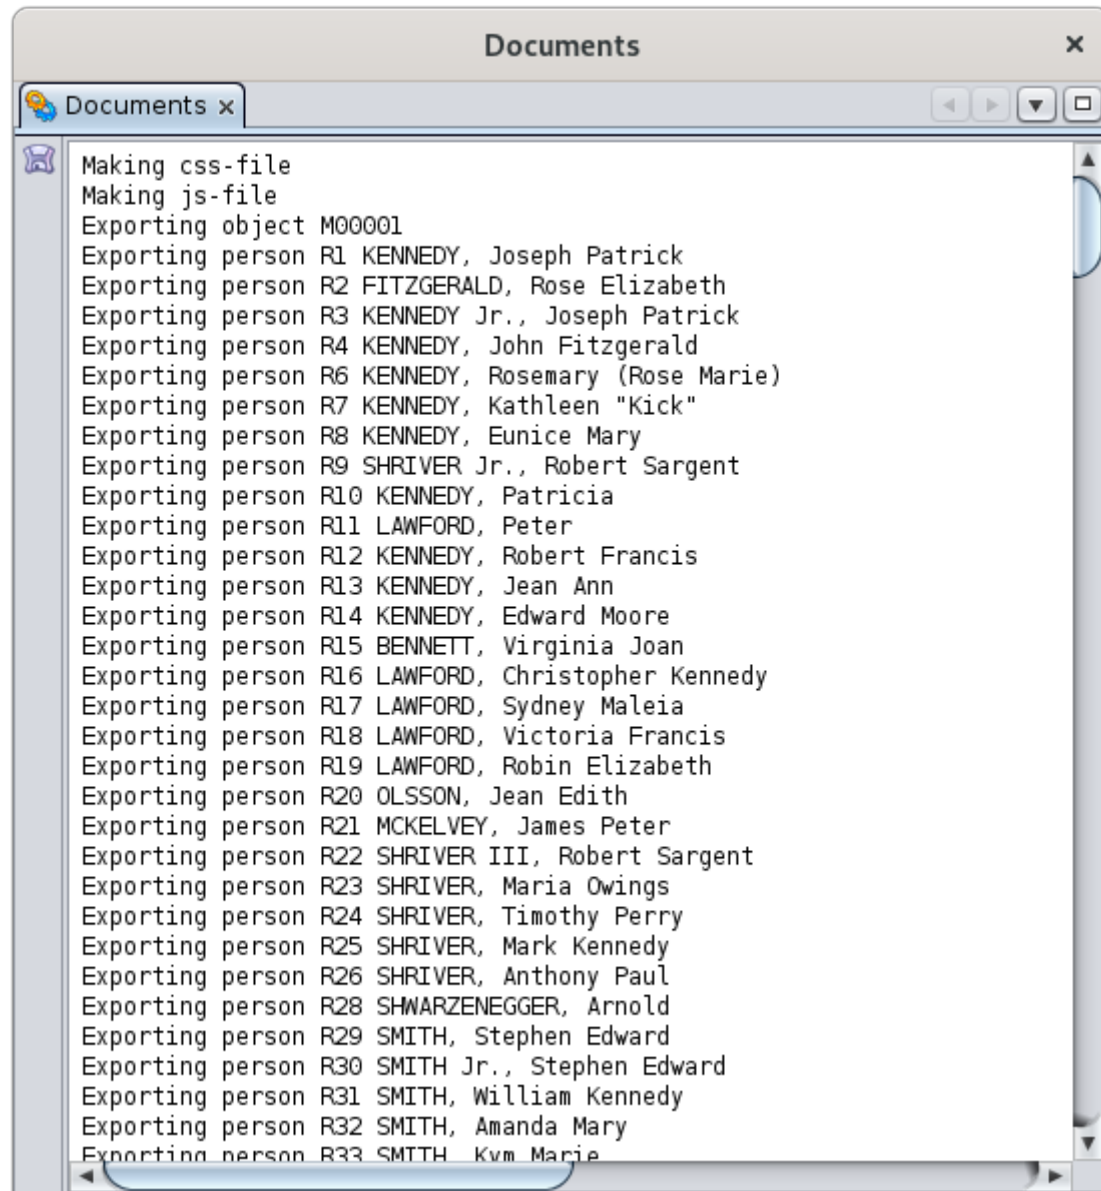 Documents
Documents
Making css-file
Making js-file
Exporting object M00001
Exporting person R1 KENNEDY, Joseph Patrick
Exporting person R2 FITZGERALD, Rose Elizabeth
Exporting person R3 KENNEDY Jr., Joseph Patrick
Exporting person R4 KENNEDY, John Fitzgerald
Exporting person R6 KENNEDY, Rosemary (Rose Marie)
Exporting person R7 KENNEDY, Kathleen "Kick"
Exporting person R8 KENNEDY, Eunice Mary
Exporting person R9 SHRIVER Jr., Robert Sargent
Exporting person R10 KENNEDY, Patricia
Exporting person R11 LAWFORD, Peter
Exporting person R12 KENNEDY, Robert Francis
Exporting person R13 KENNEDY, Jean Ann
Exporting person R14 KENNEDY, Edward Moore
Exporting person R15 BENNETT, Virginia Joan
Exporting person R16 LAWFORD, Christopher Kennedy
Exporting person R17 LAWFORD, Sydney Maleia
Exporting person R18 LAWFORD, Victoria Francis
Exporting person R19 LAWFORD, Robin Elizabeth
Exporting person R20 OLSSON, Jean Edith
Exporting person R21 MCKELVEY, James Peter
Exporting person R22 SHRIVER III, Robert Sargent
Exporting person R23 SHRIVER, Maria Owings
Exporting person R24 SHRIVER, Timothy Perry
Exporting person R25 SHRIVER, Mark Kennedy
Exporting person R26 SHRIVER, Anthony Paul
Exporting person R28 SHWARZENEGGER, Arnold
Exporting person R29 SMITH, Stephen Edward
Exporting person R30 SMITH Jr., Stephen Edward
Exporting person R31 SMITH, William Kennedy
Exporting person R32 SMITH, Amanda Mary
Exporting person R33 SMITH, Kym Marie